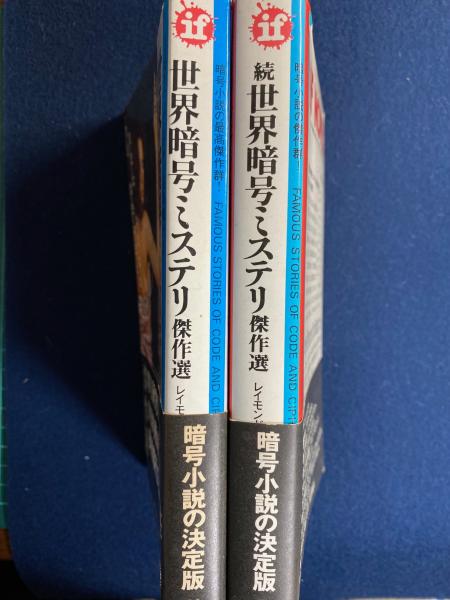 if
世界暗号ミステリ傑作選
暗号小説の最高傑作群!
FAMOUS STORIES OF CODE AND CIP
レイモ
暗号小説の決定版
if
続 世界暗号ミステリ傑作選
暗号小説の傑作群!
FAMOUS STORIES OF CODE AND CIP
レイモンド
暗号小説の決定版